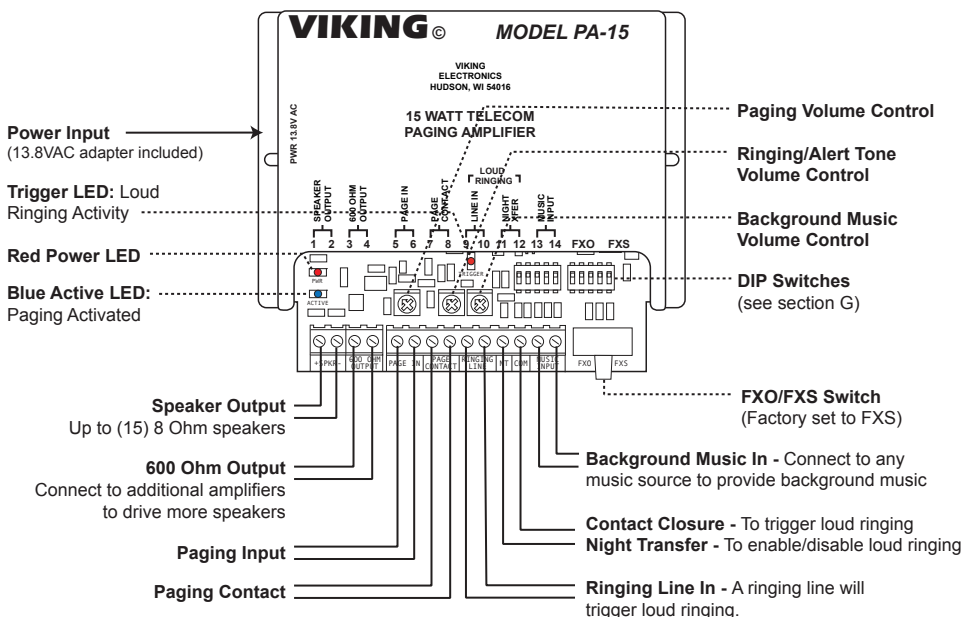 VIKING © MODEL PA-15
VIKING
ELECTRONICS
HUDSON, WI 54016
15 WATT TELECOM
PAGING AMPLIFIER
PWR 13.8V AC
Power Input
(13.8VAC adapter included)
Trigger LED: Loud
Ringing Activity
Red Power LED
Blue Active LED:
Paging Activated
Paging Volume Control
Ringing/Alert Tone
Volume Control
Background Music
Volume Control
DIP Switches
(see section G)
LOUD
RINGING
SPEAKER
OUTPUT
600 OHM
OUTPUT
PAGE IN
PAGE
CONTACT
LINE IN
NIGHT
XFER
MUSIC
INPUT
1 2 3 4 5 6 7 8 9 10 11 12 13 14 FXO FXS
PWR
TRIGGER
ACTIVE
+SPKR- 600 OHM OUTPUT PAGE IN PAGE CONTACT RINGING LINE NT COM MUSIC INPUT FXO FXS
FXO/FXS Switch
(Factory set to FXS)
Speaker Output
Up to (15) 8 Ohm speakers
600 Ohm Output
Connect to additional amplifiers
to drive more speakers
Paging Input
Paging Contact
Background Music In - Connect to any
music source to provide background music
Contact Closure - To trigger loud ringing
Night Transfer - To enable/disable loud ringing
Ringing Line In - A ringing line will
trigger loud ringing.